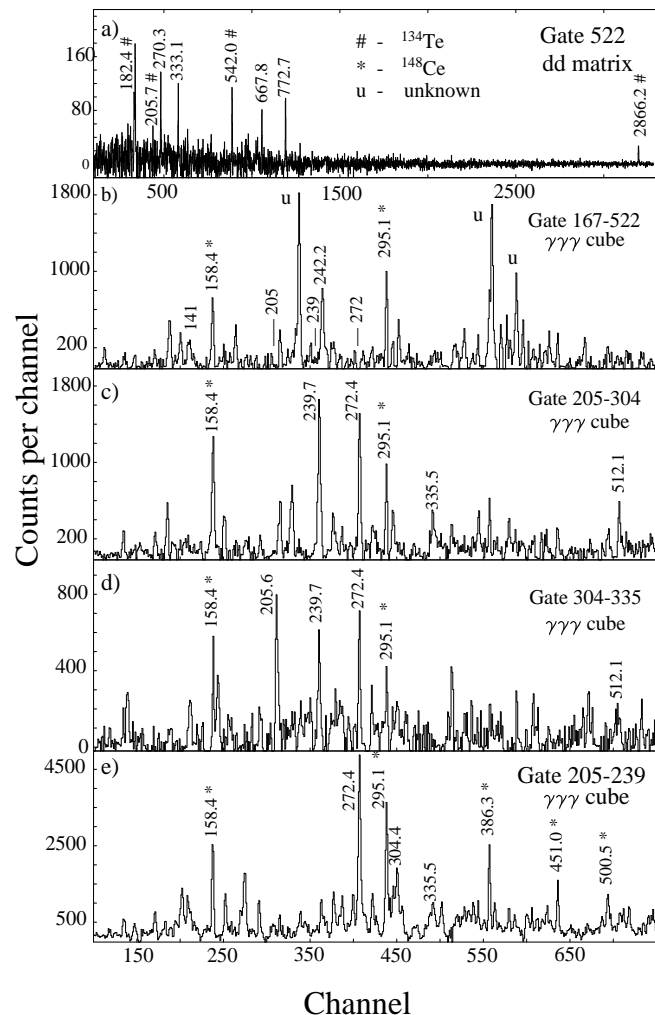 a)
182.4 #
205.7 #
270.3
333.1
542.0 #
667.8
772.7
2866.2 #
# - ¹³⁴Te
* - ¹⁴⁸Ce
u - unknown
Gate 522
dd matrix
160
80
0
500
1500
2500
b)
158.4 *
141
205
u
239
242.2
272
295.1 *
u
u
Gate 167-522
γγγ cube
1800
1000
200
c)
158.4 *
239.7
272.4
295.1 *
335.5
512.1
Gate 205-304
γγγ cube
1800
1000
200
d)
158.4 *
205.6
239.7
272.4
295.1 *
512.1
Gate 304-335
γγγ cube
800
400
0
e)
158.4 *
272.4
295.1 *
304.4
335.5
386.3 *
451.0 *
500.5 *
Gate 205-239
γγγ cube
4500
2500
500
150
250
350
450
550
650
Counts per channel
Channel